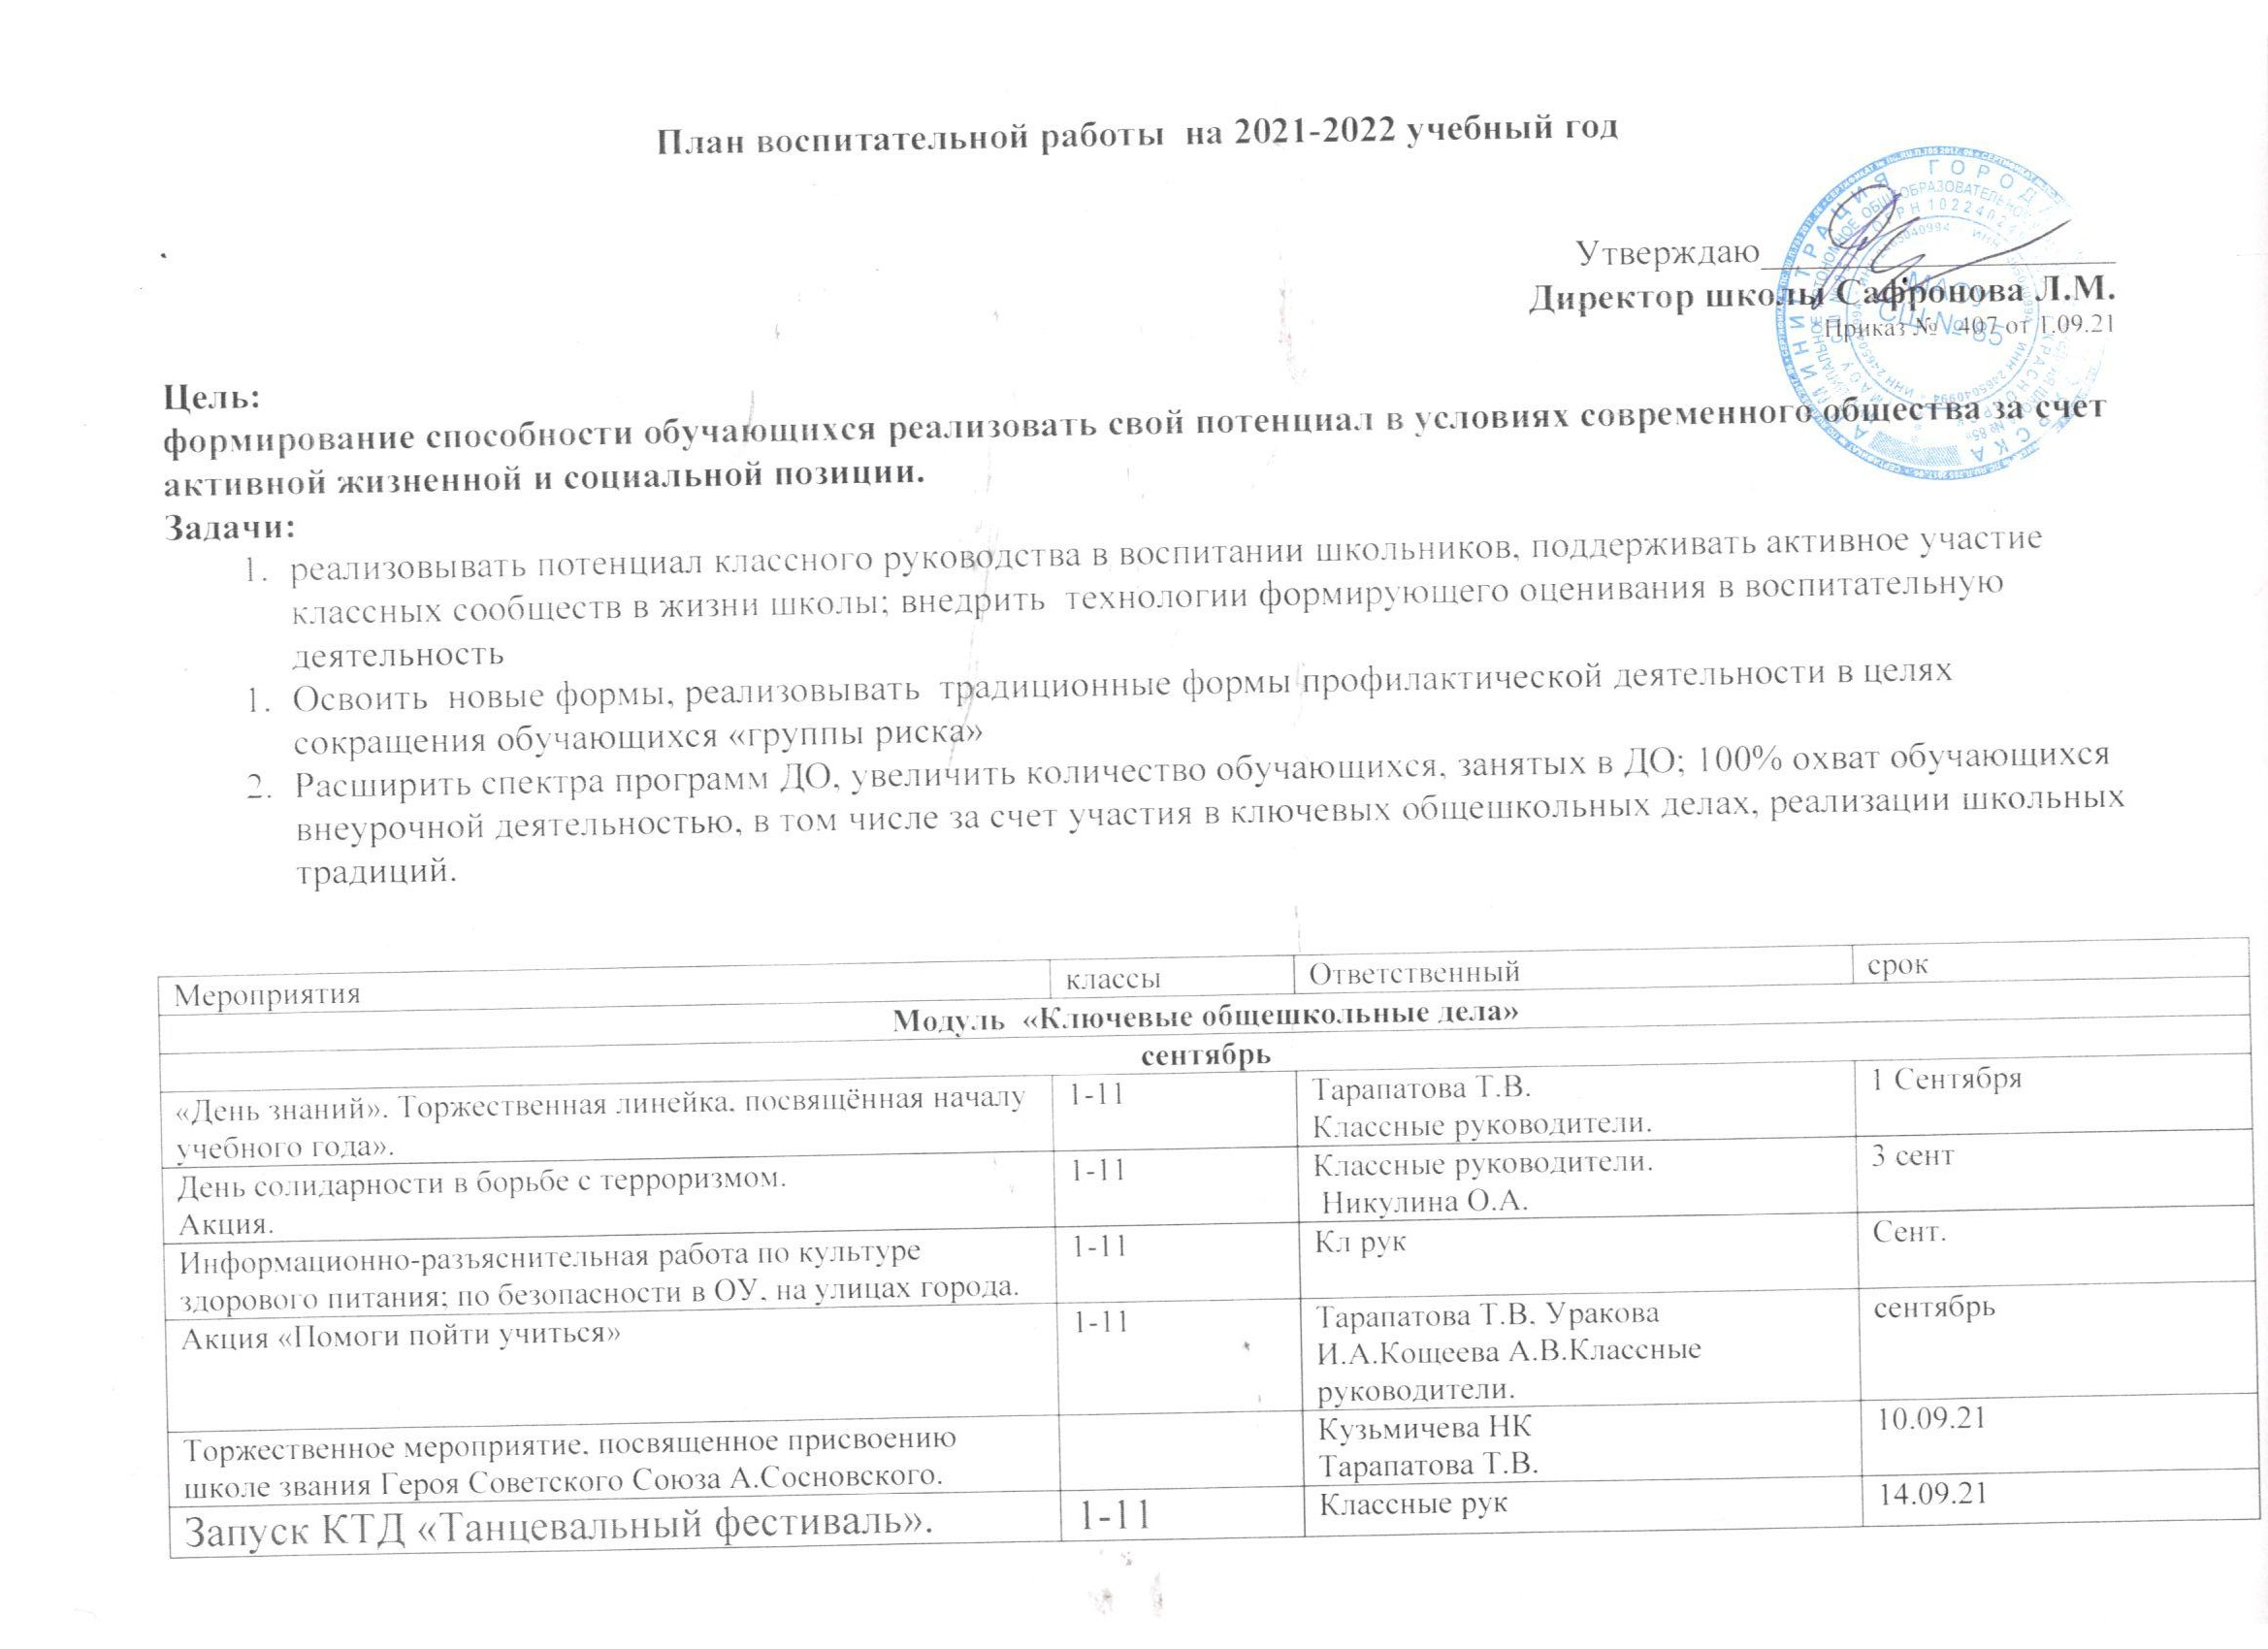 План воспитательной работы на 2021-2022 учебный год
Утверждаю
Директор школы Сафронова Л.М.
Приказ № 407 от 1.09.21
МАОУ
СШ № 85
Цель:
формирование способности обучающихся реализовать свой потенциал в условиях современного общества за счет
активной жизненной и социальной позиции.
Задачи:
1. реализовывать потенциал классного руководства в воспитании школьников, поддерживать активное участие
классных сообществ в жизни школы; внедрить технологии формирующего оценивания в воспитательную
деятельность
1. Освоить новые формы, реализовывать традиционные формы профилактической деятельности в целях
сокращения обучающихся «группы риска»
2. Расширить спектра программ ДО, увеличить количество обучающихся, занятых в ДО; 100% охват обучающихся
внеурочной деятельностью, в том числе за счет участия в ключевых общешкольных делах, реализации школьных
традиций.
Мероприятия классы Ответственный срок
Модуль «Ключевые общешкольные дела»
сентябрь
«День знаний». Торжественная линейка, посвящённая началу 1-11 Тарапатова Т.В. 1 Сентября
учебного года». Классные руководители.
День солидарности в борьбе с терроризмом. 1-11 Классные руководители. 3 сент
Акция. Никулина О.А.
Информационно-разъяснительная работа по культуре 1-11 Кл рук Сент.
здорового питания; по безопасности в ОУ, на улицах города.
Акция «Помоги пойти учиться» 1-11 Тарапатова Т.В. Уракова сентябрь
И.А.Кощеева А.В.Классные
руководители.
Торжественное мероприятие, посвященное присвоению Кузьмичева НК 10.09.21
школе звания Героя Советского Союза А.Сосновского. Тарапатова Т.В.
Запуск КТД «Танцевальный фестиваль». 1-11 Классные рук 14.09.21